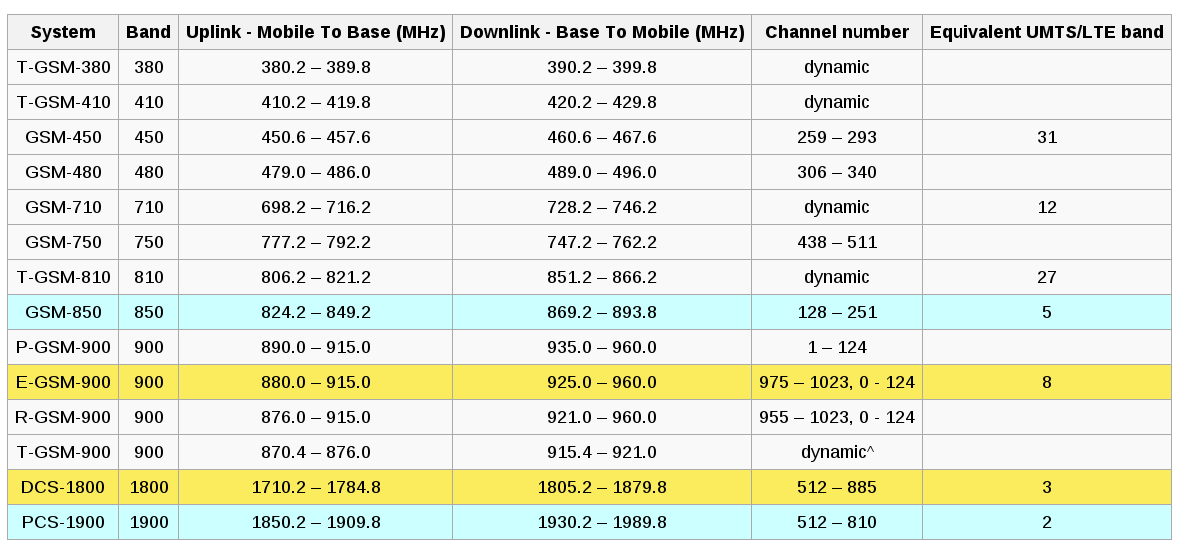 System Band Uplink - Mobile To Base (MHz) Downlink - Base To Mobile (MHz) Channel number Equivalent UMTS/LTE band
T-GSM-380 380 380.2 – 389.8 390.2 – 399.8 dynamic
T-GSM-410 410 410.2 – 419.8 420.2 – 429.8 dynamic
GSM-450 450 450.6 – 457.6 460.6 – 467.6 259 – 293 31
GSM-480 480 479.0 – 486.0 489.0 – 496.0 306 – 340
GSM-710 710 698.2 – 716.2 728.2 – 746.2 dynamic 12
GSM-750 750 777.2 – 792.2 747.2 – 762.2 438 – 511
T-GSM-810 810 806.2 – 821.2 851.2 – 866.2 dynamic 27
GSM-850 850 824.2 – 849.2 869.2 – 893.8 128 – 251 5
P-GSM-900 900 890.0 – 915.0 935.0 – 960.0 1 – 124
E-GSM-900 900 880.0 – 915.0 925.0 – 960.0 975 – 1023, 0 - 124 8
R-GSM-900 900 876.0 – 915.0 921.0 – 960.0 955 – 1023, 0 - 124
T-GSM-900 900 870.4 – 876.0 915.4 – 921.0 dynamic^
DCS-1800 1800 1710.2 – 1784.8 1805.2 – 1879.8 512 – 885 3
PCS-1900 1900 1850.2 – 1909.8 1930.2 – 1989.8 512 – 810 2